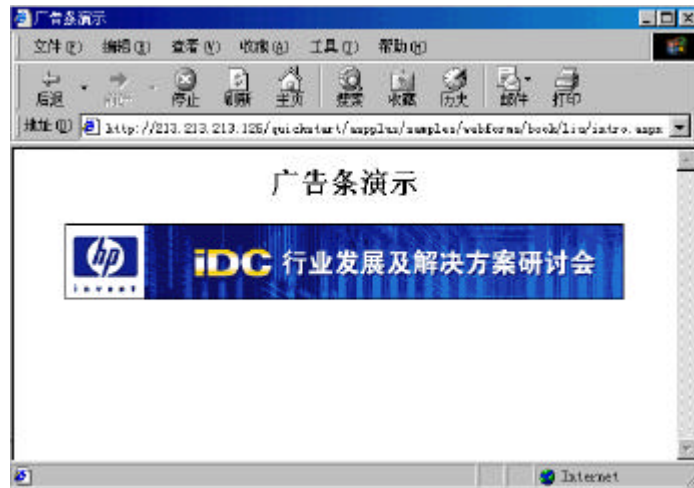 广告条演示
文件(F) 编辑(E) 查看(V) 收藏(A) 工具(T) 帮助(H)
后退 前进 停止 刷新 主页 搜索 收藏 历史 邮件 打印
地址(D) http://213.213.213.125/quickstart/aspplus/samples/webforms/book/liu/intro.aspx
广告条演示
hp iDC 行业发展及解决方案研讨会
invent
Internet